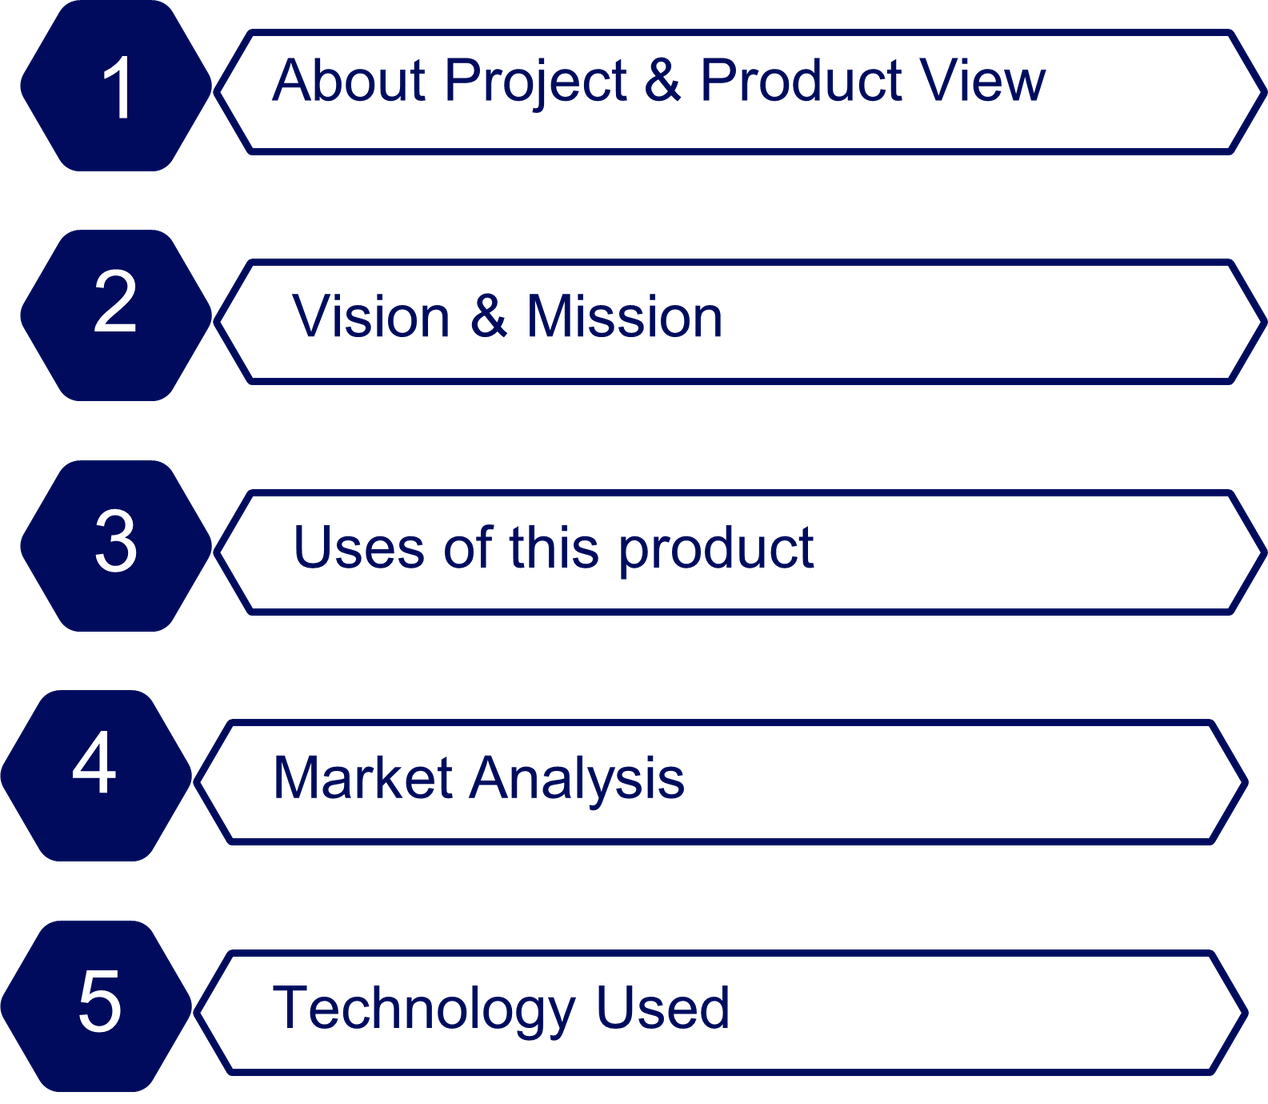 1 About Project & Product View
2 Vision & Mission
3 Uses of this product
4 Market Analysis
5 Technology Used